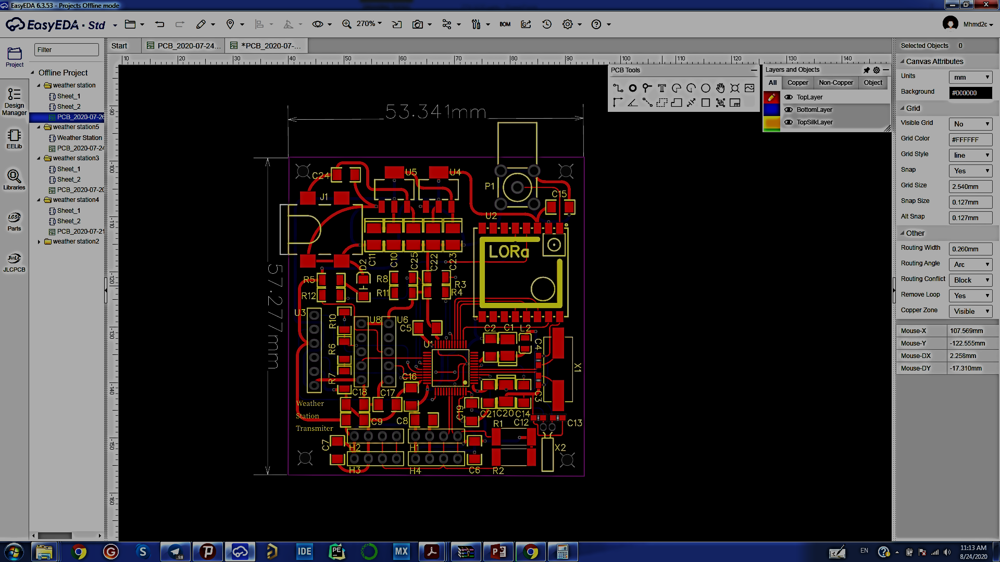 EasyEDA 6.3.53 - Projects Offline mode
EasyEDA · Std
270%
BOM
Mhmd2c
Project
Filter
Offline Project
weather station
Sheet_1
Sheet_2
PCB_2020-07-26
weather station5
Weather Station
PCB_2020-07-24
weather station3
Sheet_1
Sheet_2
PCB_2020-07-20
weather station4
Sheet_1
Sheet_2
PCB_2020-07-21
weather station2
Design
Manager
EELib
Libraries
LCSC
Parts
JLCPCB
Start
PCB_2020-07-24...
*PCB_2020-07-...
10 20 30 40 50 60 70 80 90 100 110 120 130 140
-90
-100
-110
-120
-130
-140
-150
-160
53.341mm
57.277mm
C24
U5
U4
J1
P1
C15
U2
LORa
D2
C11
C10
C25
C22
C23
R5
R12
R8
R11
R3
R4
U3
R10
U8
U6
C5
R6
U1
C2
C1
L2
C4
X1
R7
C18
C17
C16
C3
Weather
Station
Transmiter
C9
C8
C19
C21
C20
C14
C12
C13
R1
C7
H2
H1
X2
H3
H4
C6
R2
PCB Tools
Layers and Objects
All
Copper
Non-Copper
Object
TopLayer
BottomLayer
TopSilkLayer
Selected Objects 0
Canvas Attributes
Units mm
Background #000000
Grid
Visible Grid No
Grid Color #FFFFFF
Grid Style line
Snap Yes
Grid Size 2.540mm
Snap Size 0.127mm
Alt Snap 0.127mm
Other
Routing Width 0.260mm
Routing Angle Arc
Routing Conflict Block
Remove Loop Yes
Copper Zone Visible
Mouse-X 107.569mm
Mouse-Y -122.555mm
Mouse-DX 2.258mm
Mouse-DY -17.310mm
.98
IDE
PE
MX
EN
11:13 AM
8/24/2020